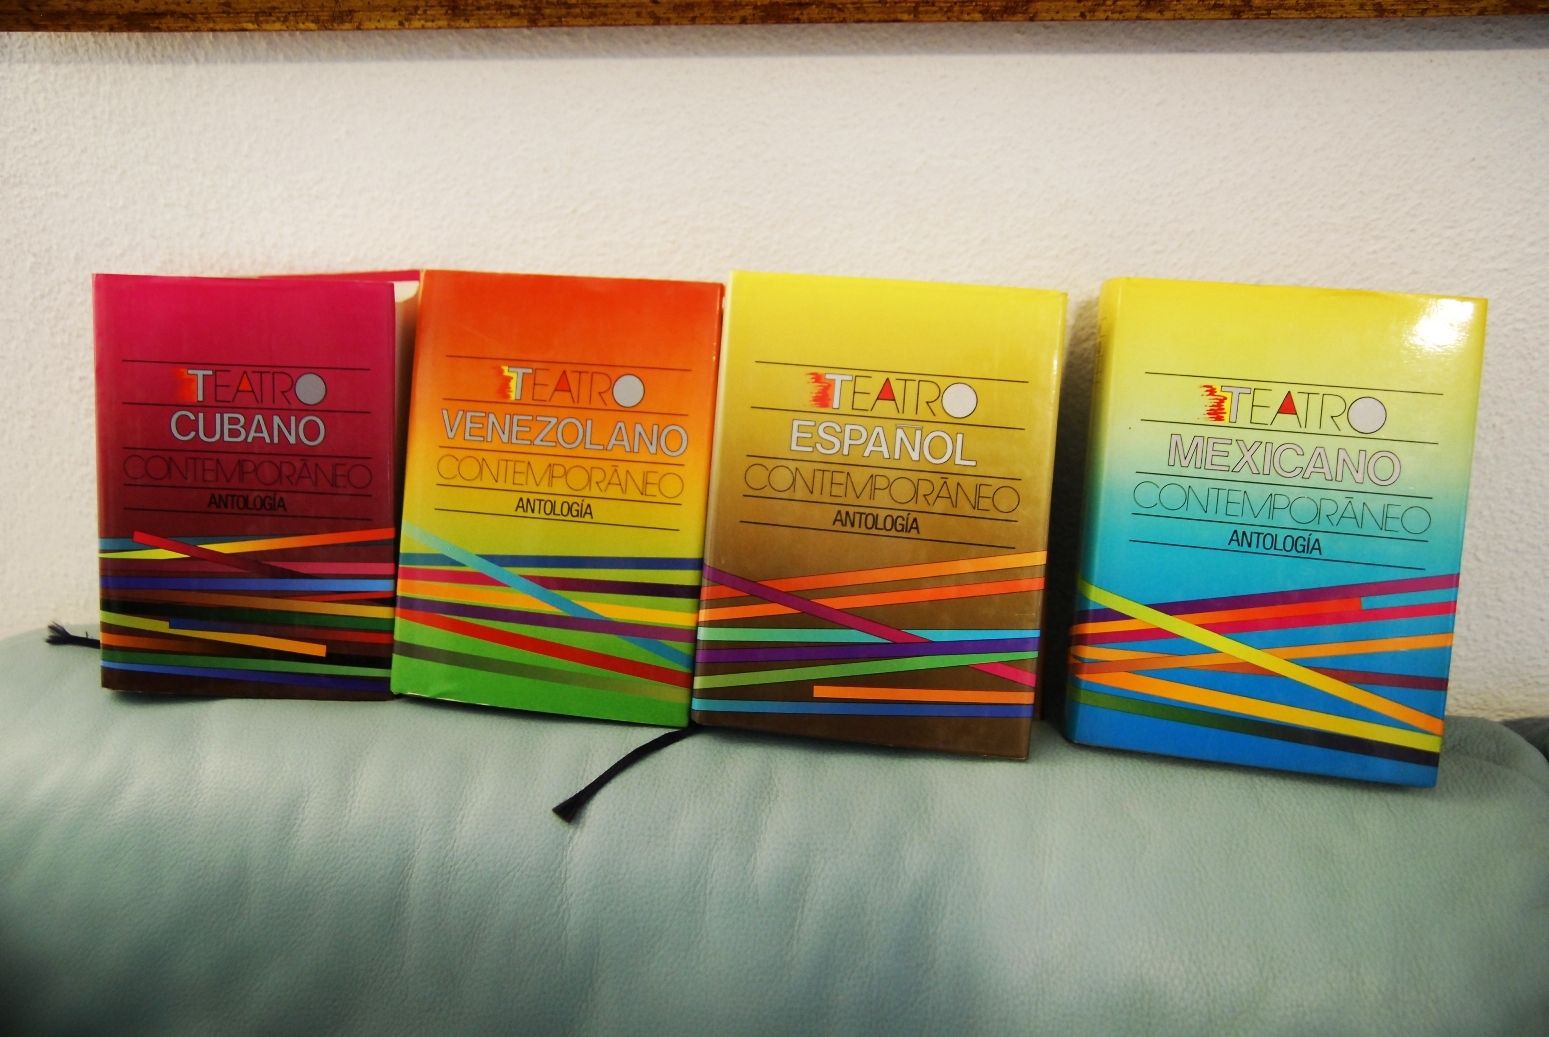 TEATRO
CUBANO
CONTEMPORÁNEO
ANTOLOGÍA
TEATRO
VENEZOLANO
CONTEMPORÁNEO
ANTOLOGÍA
TEATRO
ESPAÑOL
CONTEMPORÁNEO
ANTOLOGÍA
TEATRO
MEXICANO
CONTEMPORÁNEO
ANTOLOGÍA